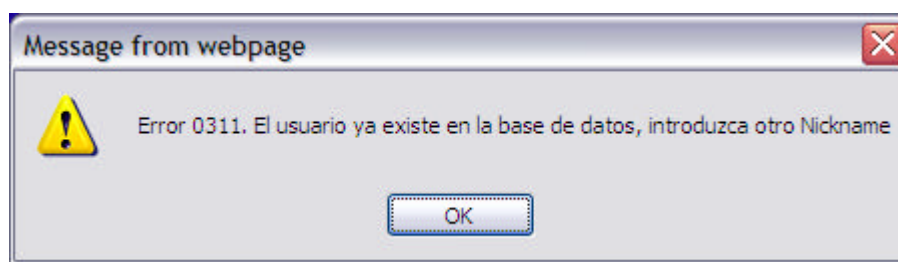 Message from webpage
Error 0311. El usuario ya existe en la base de datos, introduzca otro Nickname
OK